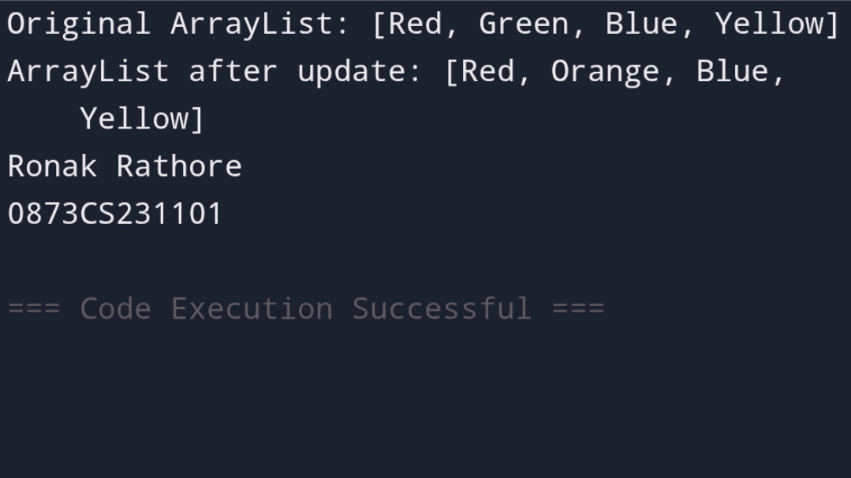 Original ArrayList: [Red, Green, Blue, Yellow]
ArrayList after update: [Red, Orange, Blue,
Yellow]
Ronak Rathore
0873CS231101
=== Code Execution Successful ===